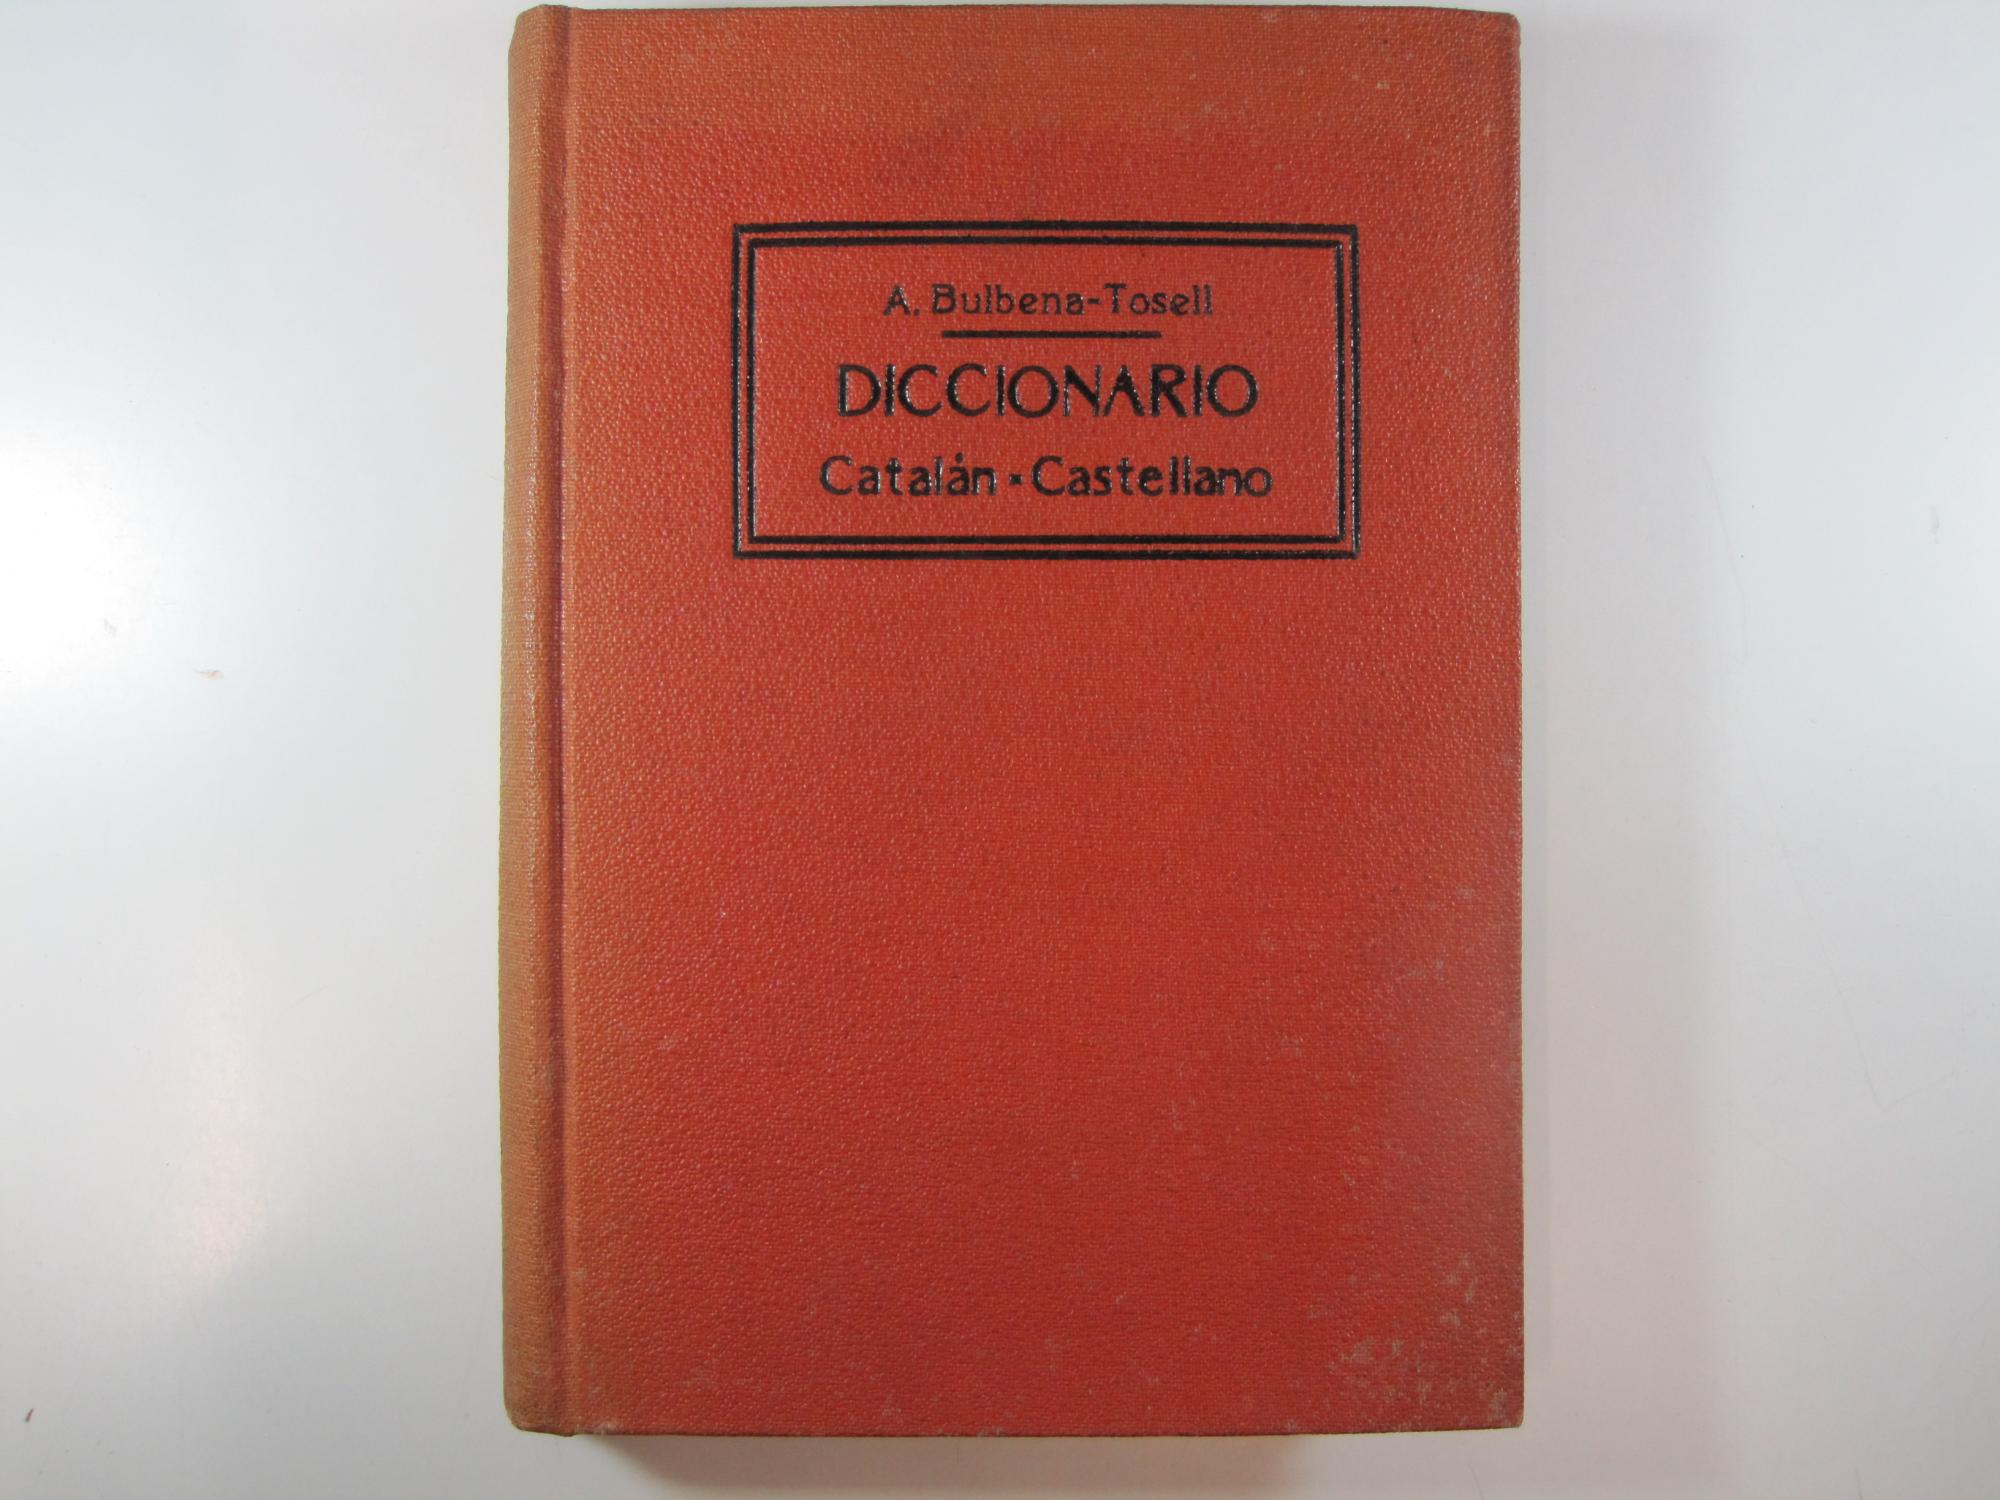 A. Bulbena-Tosell
DICCIONARIO
Catalán·Castellano